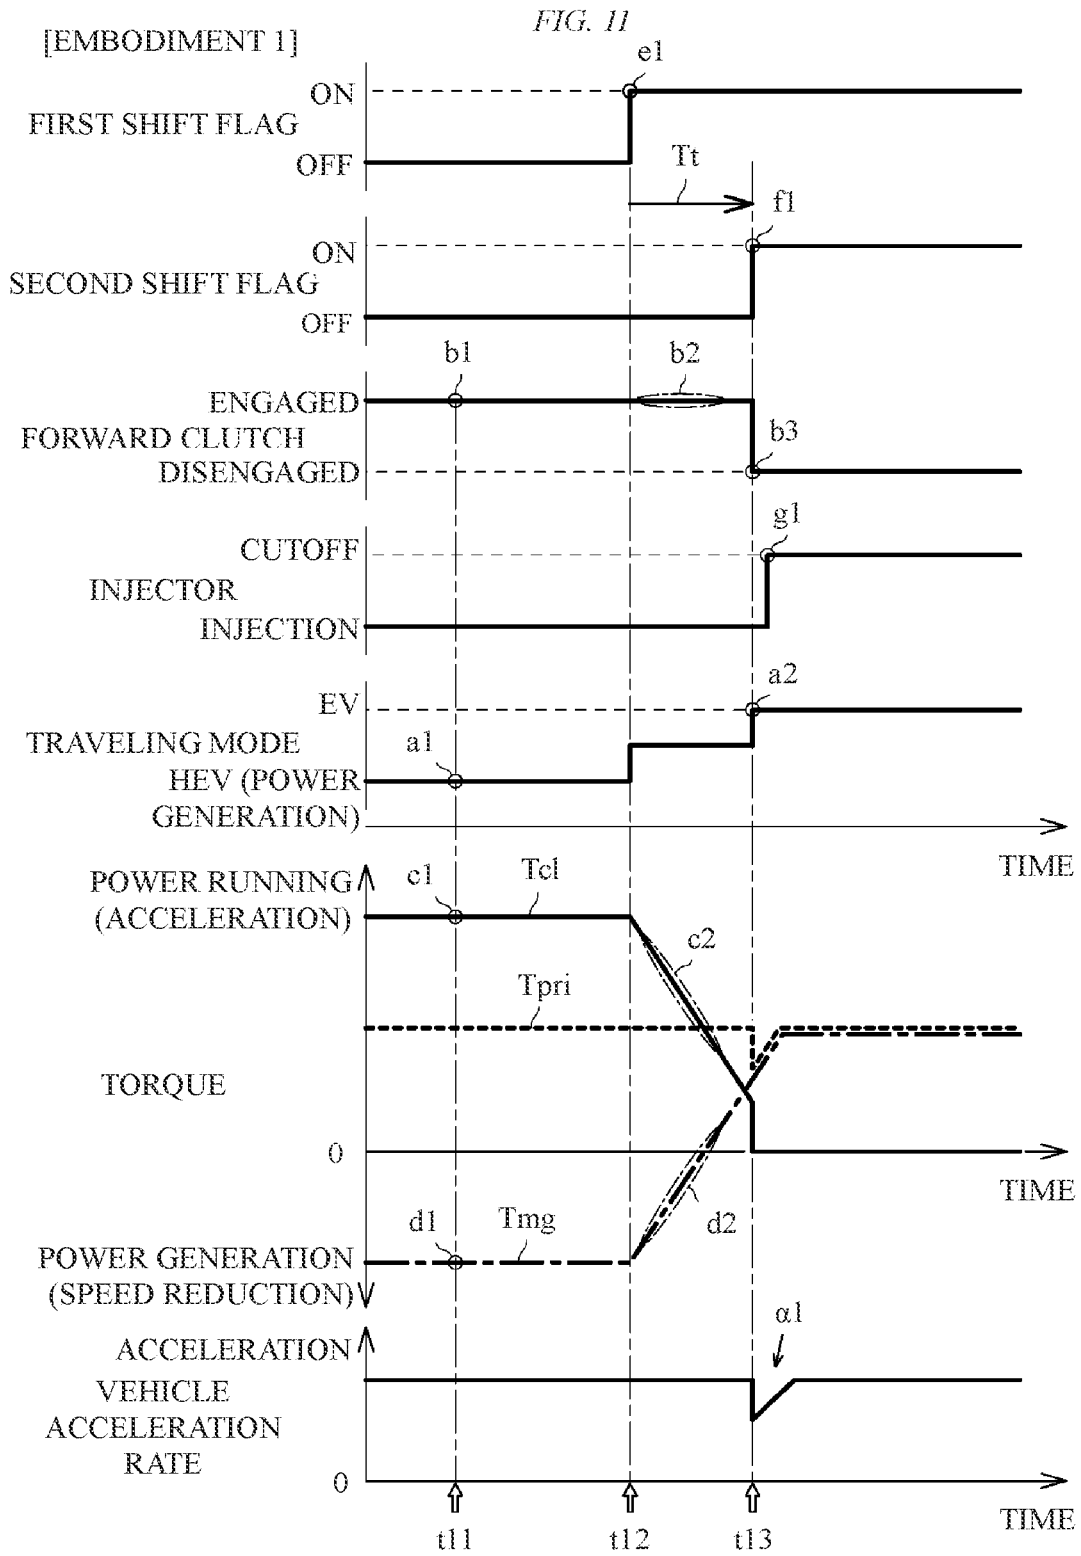 FIG. 11
[EMBODIMENT 1]
e1
ON
FIRST SHIFT FLAG
OFF
Tt
f1
ON
SECOND SHIFT FLAG
OFF
b1
b2
ENGAGED
FORWARD CLUTCH
b3
DISENGAGED
g1
CUTOFF
INJECTOR
INJECTION
a2
EV
TRAVELING MODE
a1
HEV (POWER
GENERATION)
TIME
POWER RUNNING
(ACCELERATION)
c1
Tcl
c2
Tpri
TORQUE
0
TIME
d1
Tmg
d2
POWER GENERATION
(SPEED REDUCTION)
α1
ACCELERATION
VEHICLE
ACCELERATION
RATE
0
TIME
t11
t12
t13